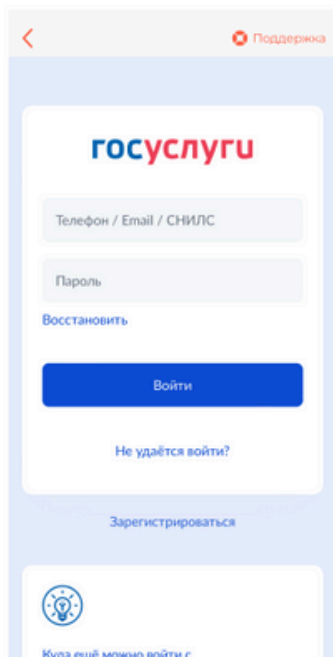 Поддержка
госуслуги
Телефон / Email / СНИЛС
Пароль
Восстановить
Войти
Не удаётся войти?
Зарегистрироваться
Куда ещё можно войти с